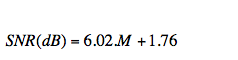 SNR(dB) = 6.02.M + 1.76